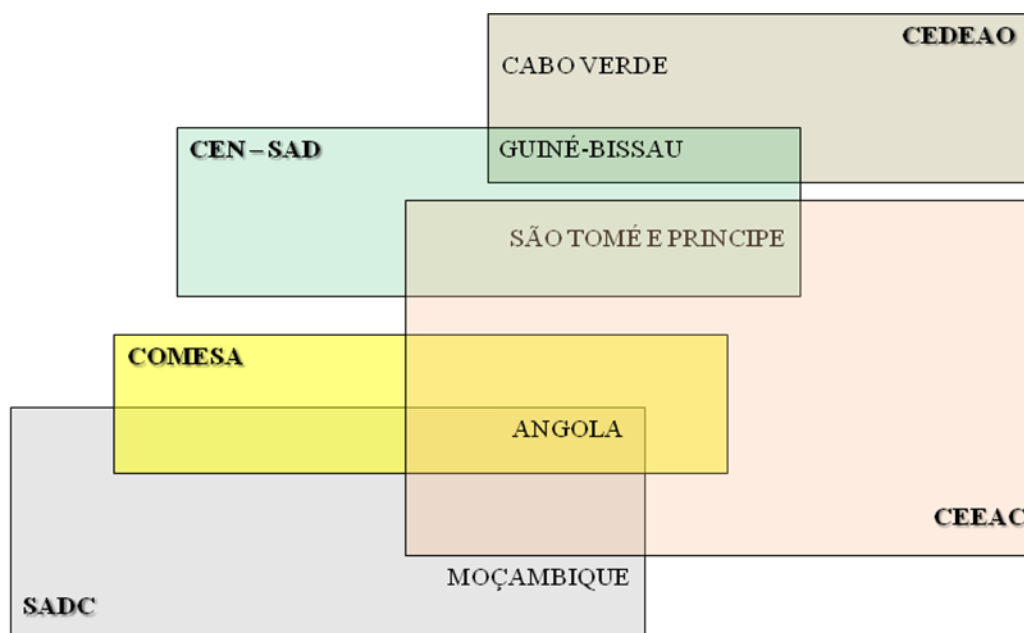 CEDEAO
CABO VERDE
CEN – SAD
GUINÉ-BISSAU
SÃO TOMÉ E PRINCIPE
COMESA
ANGOLA
CEEAC
MOÇAMBIQUE
SADC